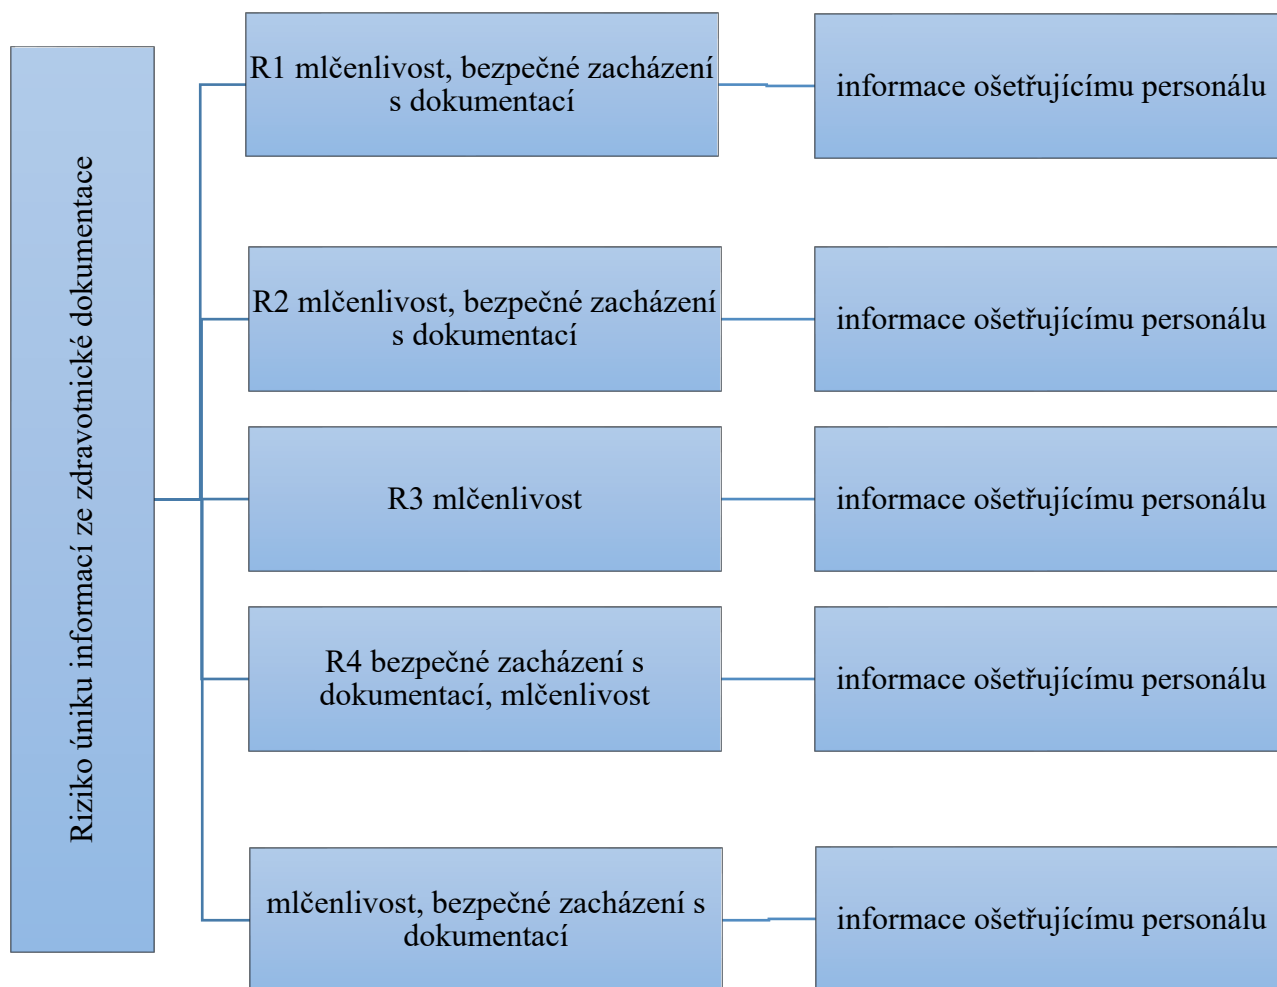 Riziko úniku informací ze zdravotnické dokumentace
R1 mlčenlivost, bezpečné zacházení
s dokumentací
informace ošetřujícímu personálu
R2 mlčenlivost, bezpečné zacházení
s dokumentací
informace ošetřujícímu personálu
R3 mlčenlivost
informace ošetřujícímu personálu
R4 bezpečné zacházení s
dokumentací, mlčenlivost
informace ošetřujícímu personálu
mlčenlivost, bezpečné zacházení s
dokumentací
informace ošetřujícímu personálu